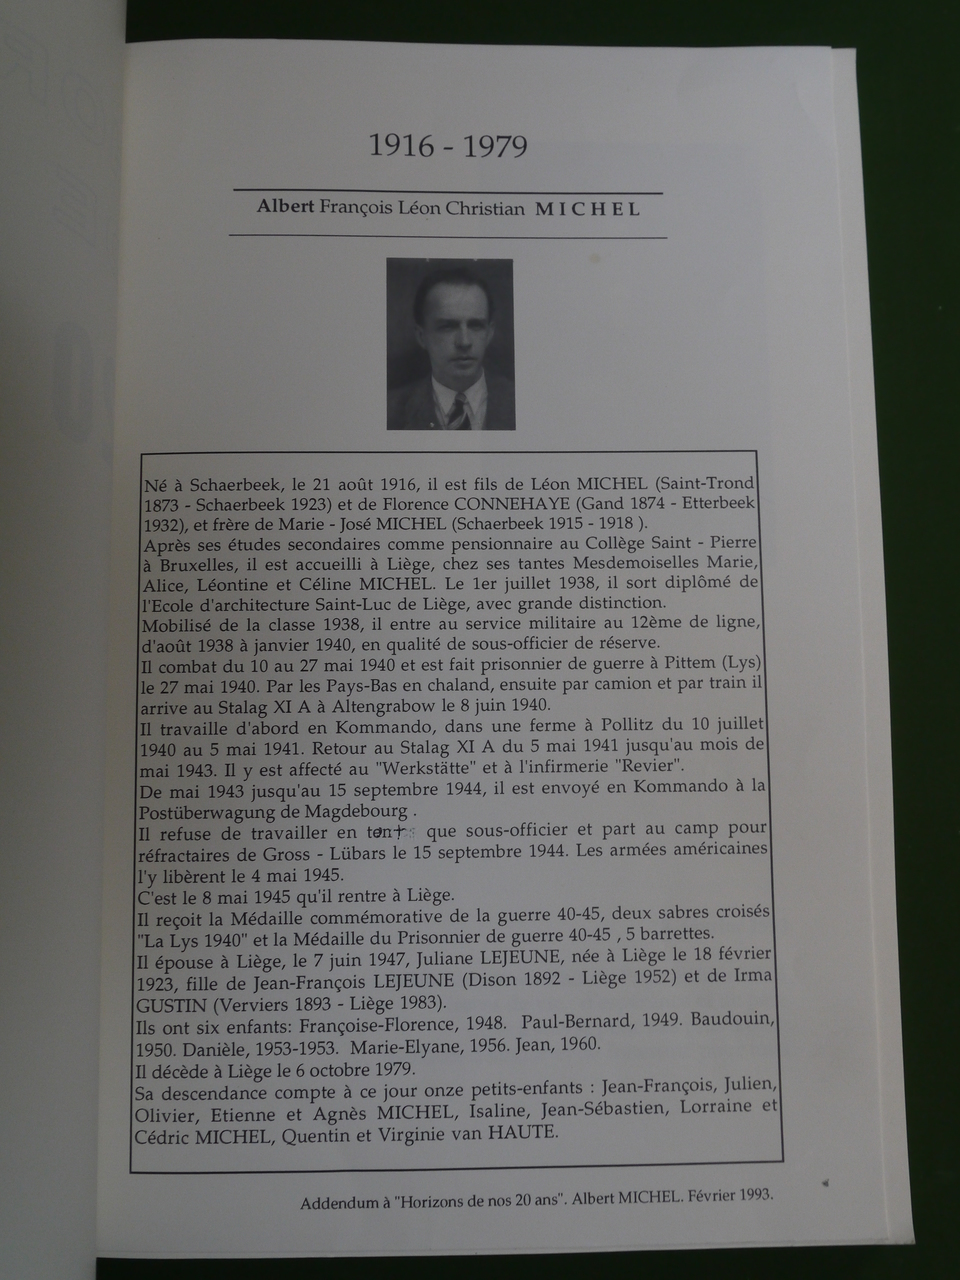 1916 - 1979
Albert François Léon Christian MICHEL
Né à Schaerbeek, le 21 août 1916, il est fils de Léon MICHEL (Saint-Trond
1873 - Schaerbeek 1923) et de Florence CONNEHAYE (Gand 1874 - Etterbeek
1932), et frère de Marie - José MICHEL (Schaerbeek 1915 - 1918 ).
Après ses études secondaires comme pensionnaire au Collège Saint - Pierre
à Bruxelles, il est accueilli à Liège, chez ses tantes Mesdemoiselles Marie,
Alice, Léontine et Céline MICHEL. Le 1er juillet 1938, il sort diplômé de
l'Ecole d'architecture Saint-Luc de Liège, avec grande distinction.
Mobilisé de la classe 1938, il entre au service militaire au 12ème de ligne,
d'août 1938 à janvier 1940, en qualité de sous-officier de réserve.
Il combat du 10 au 27 mai 1940 et est fait prisonnier de guerre à Pittem (Lys)
le 27 mai 1940. Par les Pays-Bas en chaland, ensuite par camion et par train il
arrive au Stalag XI A à Altengrabow le 8 juin 1940.
Il travaille d'abord en Kommando, dans une ferme à Pollitz du 10 juillet
1940 au 5 mai 1941. Retour au Stalag XI A du 5 mai 1941 jusqu'au mois de
mai 1943. Il y est affecté au "Werkstätte" et à l'infirmerie "Revier".
De mai 1943 jusqu'au 15 septembre 1944, il est envoyé en Kommando à la
Postüberwagung de Magdebourg .
Il refuse de travailler en que sous-officier et part au camp pour
réfractaires de Gross - Lübars le 15 septembre 1944. Les armées américaines
l'y libèrent le 4 mai 1945.
C'est le 8 mai 1945 qu'il rentre à Liège.
Il reçoit la Médaille commémorative de la guerre 40-45, deux sabres croisés
"La Lys 1940" et la Médaille du Prisonnier de guerre 40-45 , 5 barrettes.
Il épouse à Liège, le 7 juin 1947, Juliane LEJEUNE, née à Liège le 18 février
1923, fille de Jean-François LEJEUNE (Dison 1892 - Liège 1952) et de Irma
GUSTIN (Verviers 1893 - Liège 1983).
Ils ont six enfants: Françoise-Florence, 1948. Paul-Bernard, 1949. Baudouin,
1950. Danièle, 1953-1953. Marie-Elyane, 1956. Jean, 1960.
Il décède à Liège le 6 octobre 1979.
Sa descendance compte à ce jour onze petits-enfants : Jean-François, Julien,
Olivier, Etienne et Agnès MICHEL, Isaline, Jean-Sébastien, Lorraine et
Cédric MICHEL, Quentin et Virginie van HAUTE.
Addendum à "Horizons de nos 20 ans". Albert MICHEL. Février 1993.